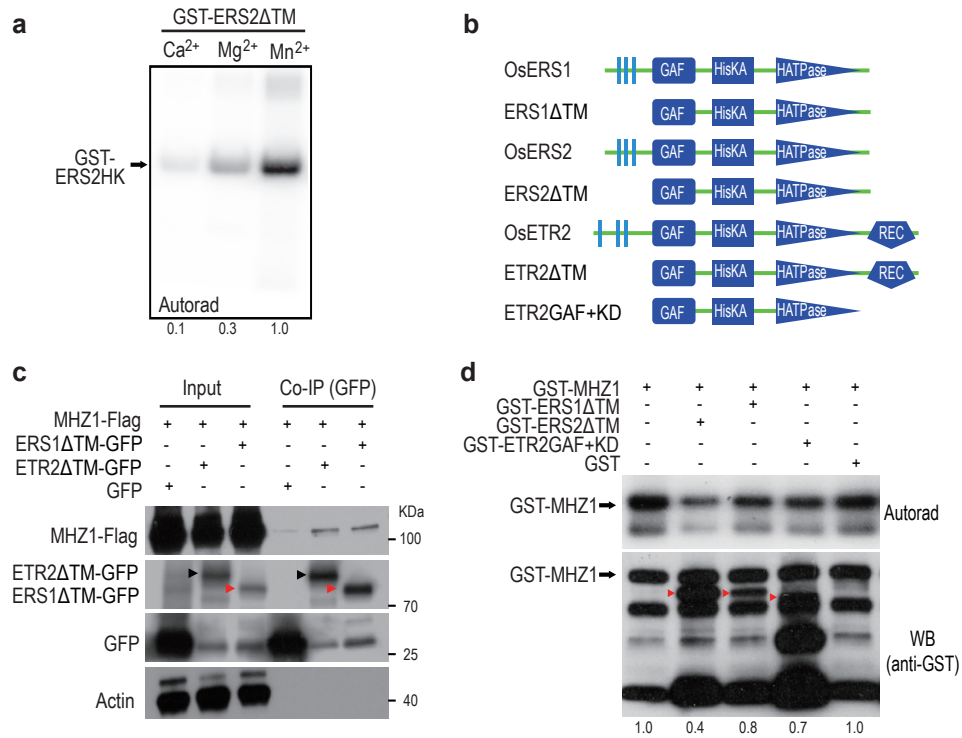 a
GST-ERS2ΔTM
Ca2+ Mg2+ Mn2+
GST-
ERS2HK
Autorad
0.1 0.3 1.0
b
OsERS1 GAF HisKA HATPase
ERS1ΔTM GAF HisKA HATPase
OsERS2 GAF HisKA HATPase
ERS2ΔTM GAF HisKA HATPase
OsETR2 GAF HisKA HATPase REC
ETR2ΔTM GAF HisKA HATPase REC
ETR2GAF+KD GAF HisKA HATPase
c
Input Co-IP (GFP)
MHZ1-Flag + + + + + +
ERS1ΔTM-GFP - - + - - +
ETR2ΔTM-GFP - + - - + -
GFP + - - + - -
KDa
MHZ1-Flag
100
ETR2ΔTM-GFP
ERS1ΔTM-GFP
70
GFP
25
Actin
40
d
GST-MHZ1 + + + + +
GST-ERS1ΔTM - - + - -
GST-ERS2ΔTM - + - - -
GST-ETR2GAF+KD - - - + -
GST - - - - +
GST-MHZ1
Autorad
GST-MHZ1
WB
(anti-GST)
1.0 0.4 0.8 0.7 1.0